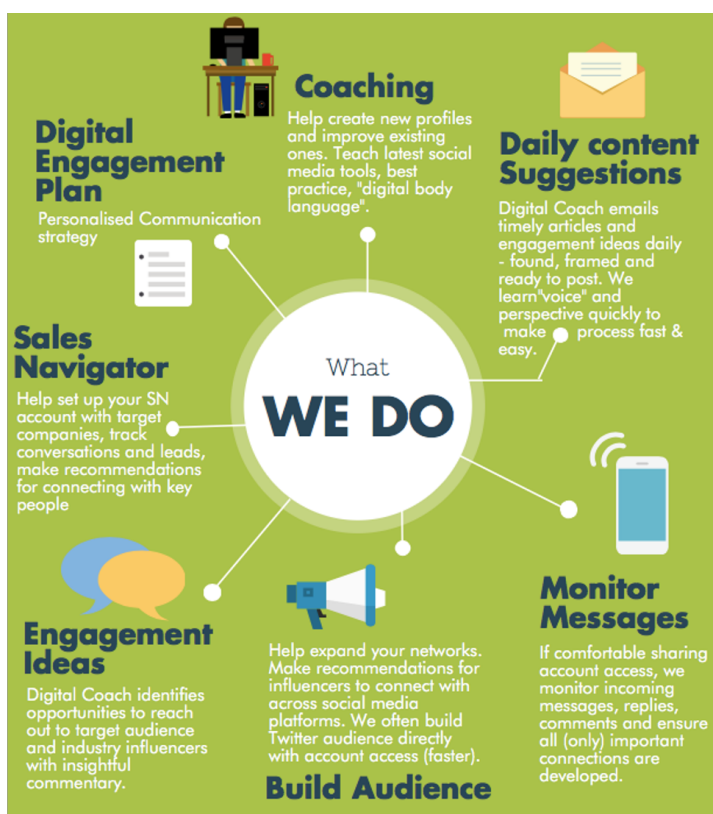 Coaching
Help create new profiles
and improve existing
ones. Teach latest social
media tools, best
practice, "digital body
language".
Digital
Engagement
Plan
Personalised Communication
strategy
Daily content
Suggestions
Digital Coach emails
timely articles and
engagement ideas daily
- found, framed and
ready to post. We
learn"voice" and
perspective quickly to
make process fast &
easy.
Sales
Navigator
Help set up your SN
account with target
companies, track
conversations and leads,
make recommendations
for connecting with key
people
What
WE DO
Engagement
Ideas
Digital Coach identifies
opportunities to reach
out to target audience
and industry influencers
with insightful
commentary.
Help expand your networks.
Make recommendations for
influencers to connect with
across social media
platforms. We often build
Twitter audience directly
with account access (faster).
Build Audience
Monitor
Messages
If comfortable sharing
account access, we
monitor incoming
messages, replies,
comments and ensure
all (only) important
connections are
developed.